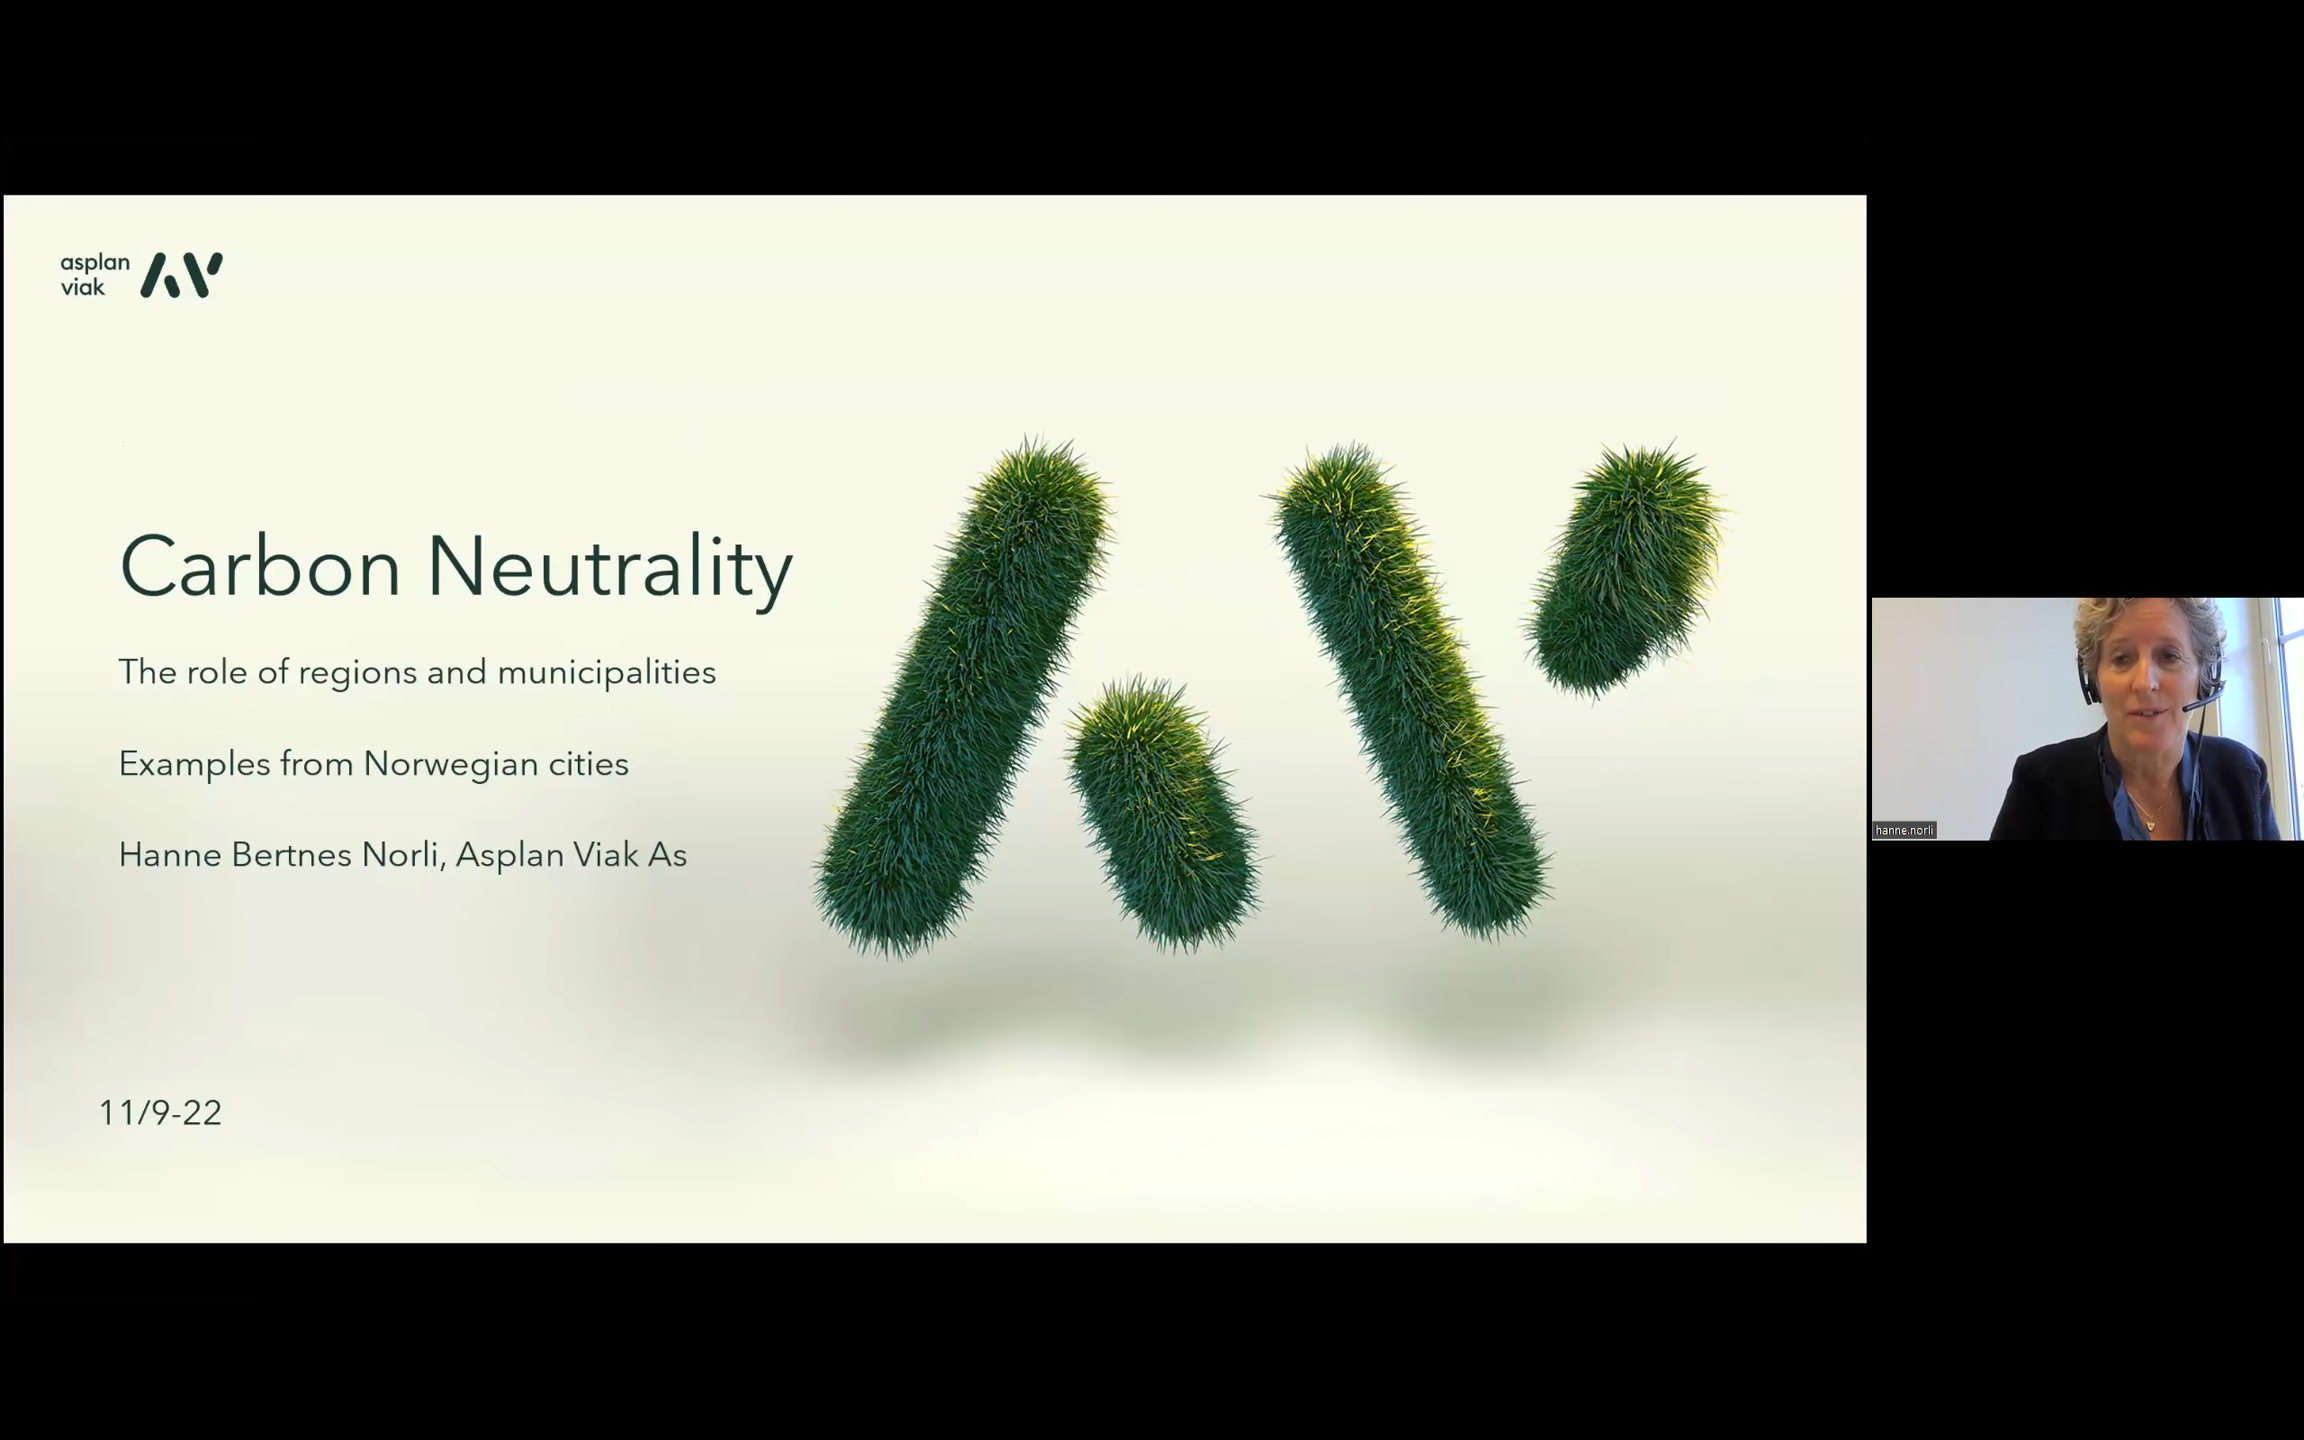 asplan
viak
Carbon Neutrality
The role of regions and municipalities
Examples from Norwegian cities
Hanne Bertnes Norli, Asplan Viak As
11/9-22
hanne.norli